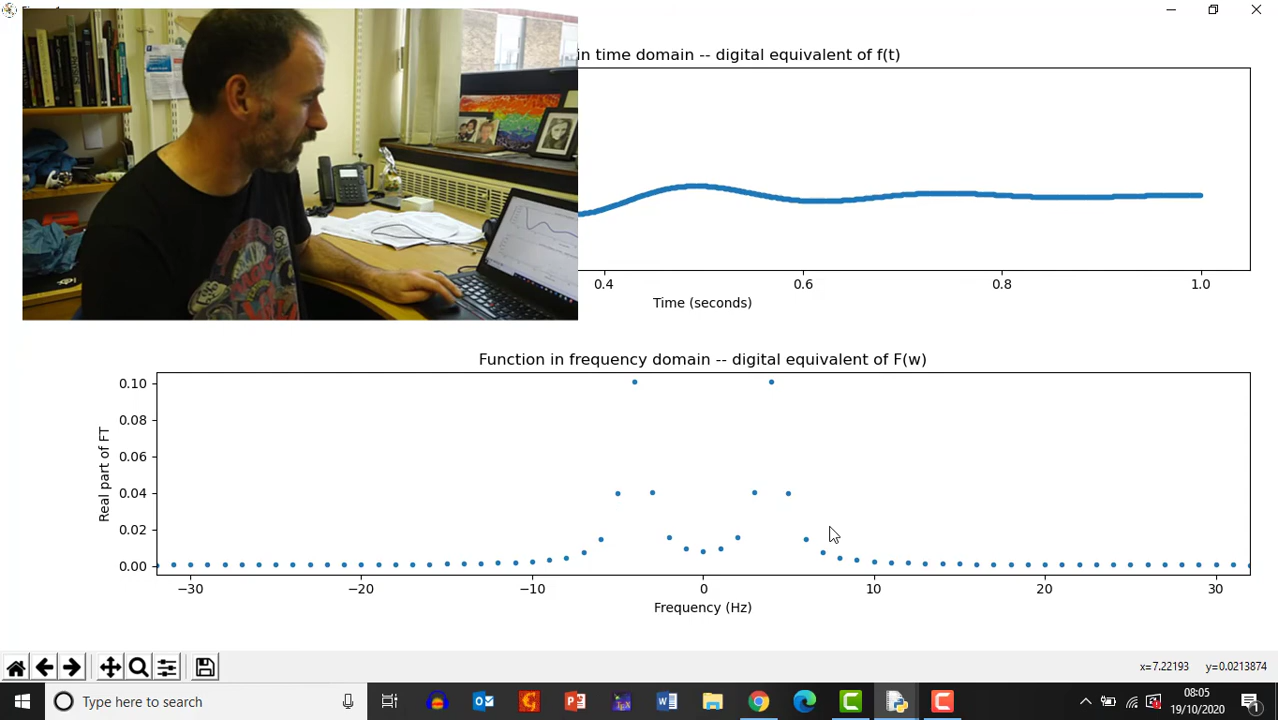 in time domain -- digital equivalent of f(t)
0.4 0.6 0.8 1.0
Time (seconds)
Function in frequency domain -- digital equivalent of F(w)
0.10
0.08
0.06
0.04
0.02
0.00
Real part of FT
−30 −20 −10 0 10 20 30
Frequency (Hz)
x=7.22193 y=0.0213874
Type here to search
08:05
19/10/2020